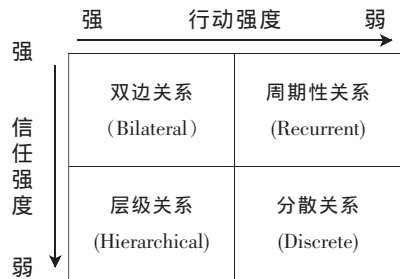 强 行动强度 弱
强
双边关系 周期性关系
（Bilateral） (Recurrent)
信任强度
层级关系 分散关系
(Hierarchical) (Discrete)
弱